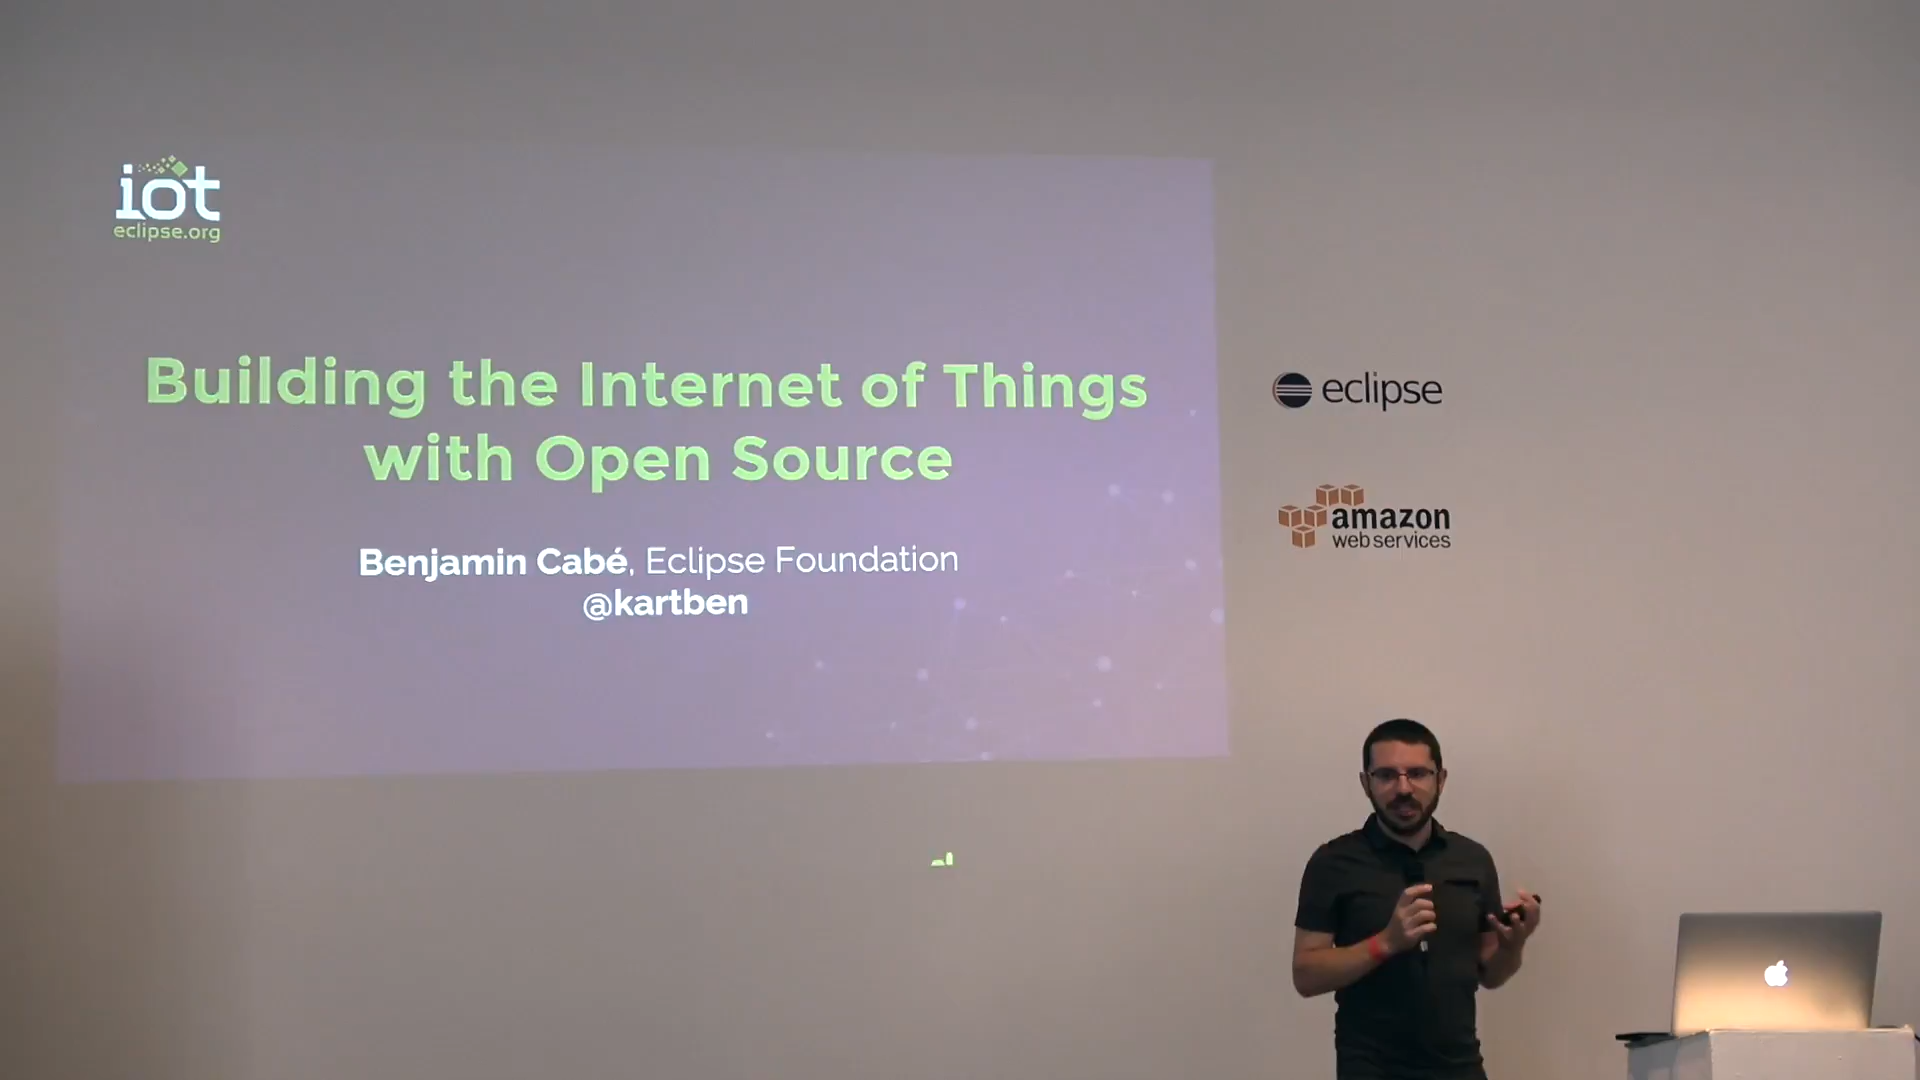 iot
eclipse.org
Building the Internet of Things
with Open Source
Benjamin Cabé, Eclipse Foundation
@kartben
eclipse
amazon
web services